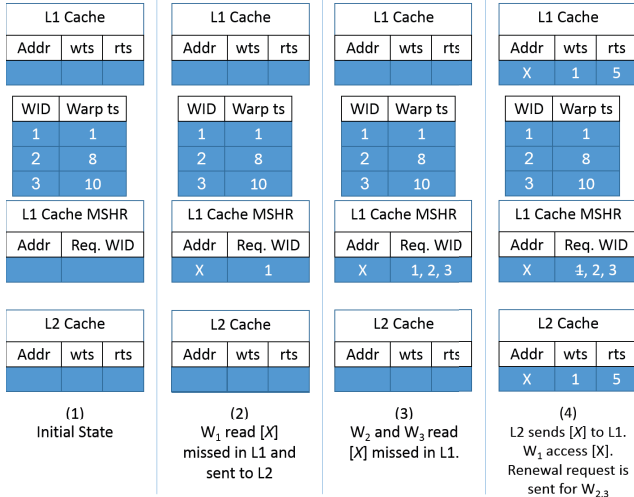 L1 Cache
Addr wts rts
WID Warp ts
1 1
2 8
3 10
L1 Cache MSHR
Addr Req. WID
L2 Cache
Addr wts rts
(1)
Initial State
L1 Cache
Addr wts rts
WID Warp ts
1 1
2 8
3 10
L1 Cache MSHR
Addr Req. WID
X 1
L2 Cache
Addr wts rts
(2)
W1 read [X]
missed in L1 and
sent to L2
L1 Cache
Addr wts rts
WID Warp ts
1 1
2 8
3 10
L1 Cache MSHR
Addr Req. WID
X 1, 2, 3
L2 Cache
Addr wts rts
(3)
W2 and W3 read
[X] missed in L1.
L1 Cache
Addr wts rts
X 1 5
WID Warp ts
1 1
2 8
3 10
L1 Cache MSHR
Addr Req. WID
X 1, 2, 3
L2 Cache
Addr wts rts
X 1 5
(4)
L2 sends [X] to L1.
W1 access [X].
Renewal request is
sent for W2,3